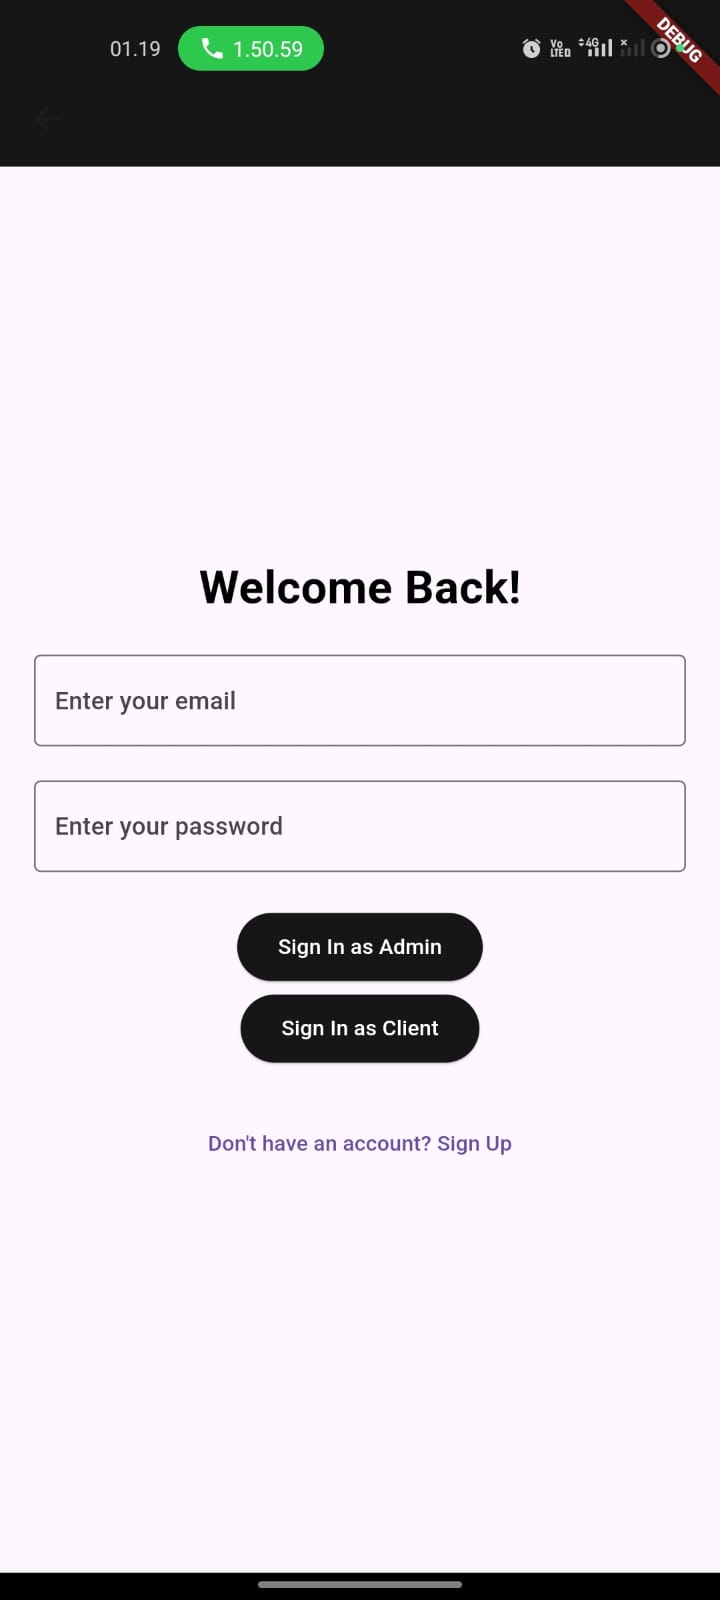 01.19 1.50.59 Vo LTED 4G DEBUG
Welcome Back!
Enter your email
Enter your password
Sign In as Admin
Sign In as Client
Don't have an account? Sign Up